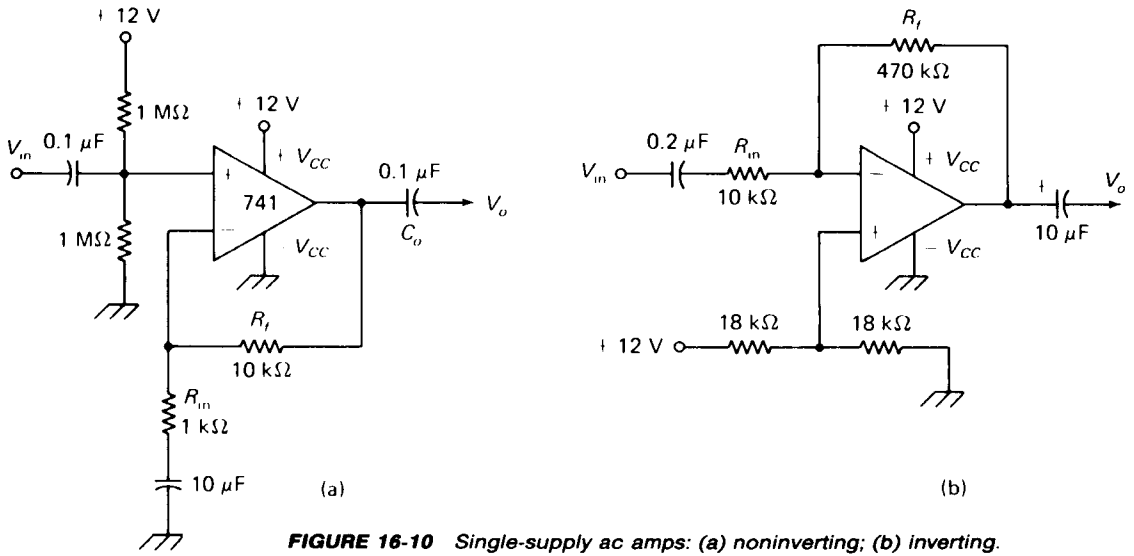 + 12 V
1 MΩ
V_in
0.1 μF
+ 12 V
+ V_CC
+
741
−
− V_CC
0.1 μF
C_o
V_o
1 MΩ
R_f
10 kΩ
R_in
1 kΩ
10 μF
(a)
R_f
470 kΩ
+ 12 V
+ V_CC
V_in
0.2 μF
R_in
10 kΩ
−
+
− V_CC
+
10 μF
V_o
+ 12 V
18 kΩ
18 kΩ
(b)
FIGURE 16-10 Single-supply ac amps: (a) noninverting; (b) inverting.